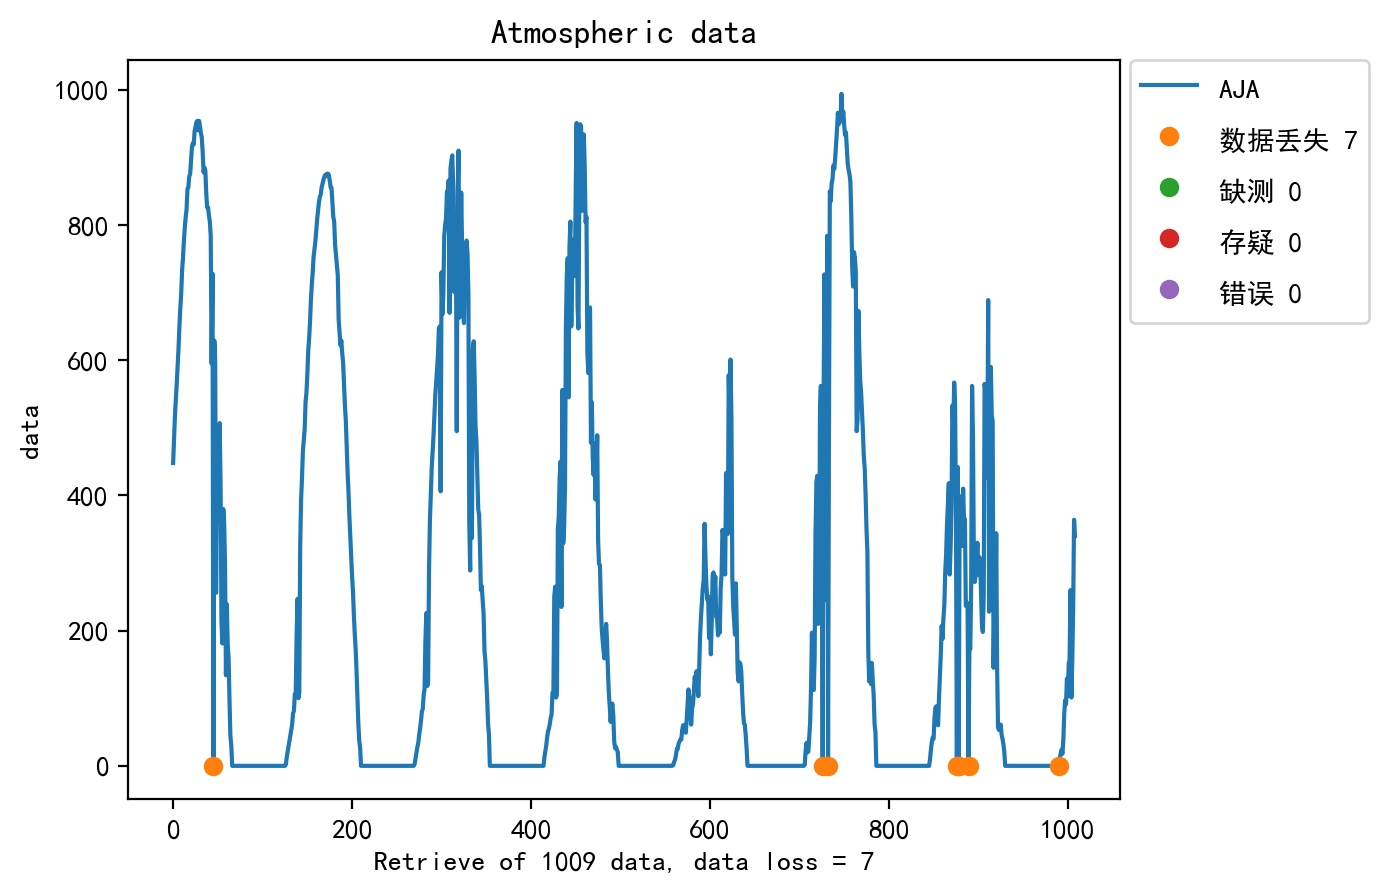 Atmospheric data
1000
800
600
400
200
0
data
0
200
400
600
800
1000
Retrieve of 1009 data, data loss = 7
AJA
数据丢失 7
缺测 0
存疑 0
错误 0